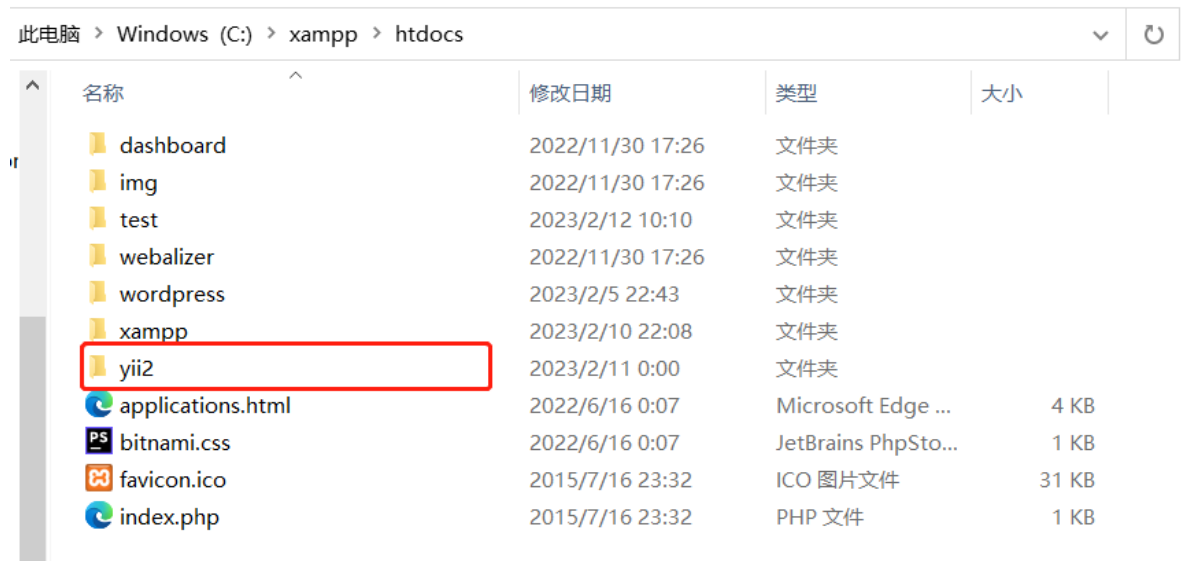 此电脑 > Windows (C:) > xampp > htdocs
名称 修改日期 类型 大小
dashboard 2022/11/30 17:26 文件夹
img 2022/11/30 17:26 文件夹
test 2023/2/12 10:10 文件夹
webalizer 2022/11/30 17:26 文件夹
wordpress 2023/2/5 22:43 文件夹
xampp 2023/2/10 22:08 文件夹
yii2 2023/2/11 0:00 文件夹
applications.html 2022/6/16 0:07 Microsoft Edge ... 4 KB
PS bitnami.css 2022/6/16 0:07 JetBrains PhpSto... 1 KB
favicon.ico 2015/7/16 23:32 ICO 图片文件 31 KB
index.php 2015/7/16 23:32 PHP 文件 1 KB